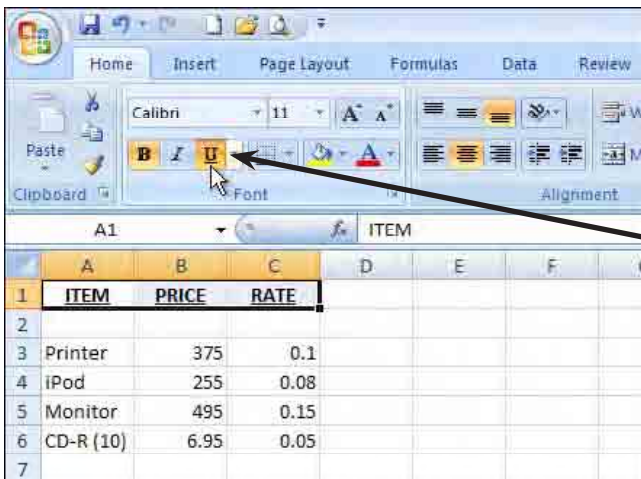 Home Insert Page Layout Formulas Data Review
Calibri 11 A A
Paste B I U A
Clipboard Font Alignment
A1 fx ITEM
A B C D E F
1 ITEM PRICE RATE
2
3 Printer 375 0.1
4 iPod 255 0.08
5 Monitor 495 0.15
6 CD-R (10) 6.95 0.05
7